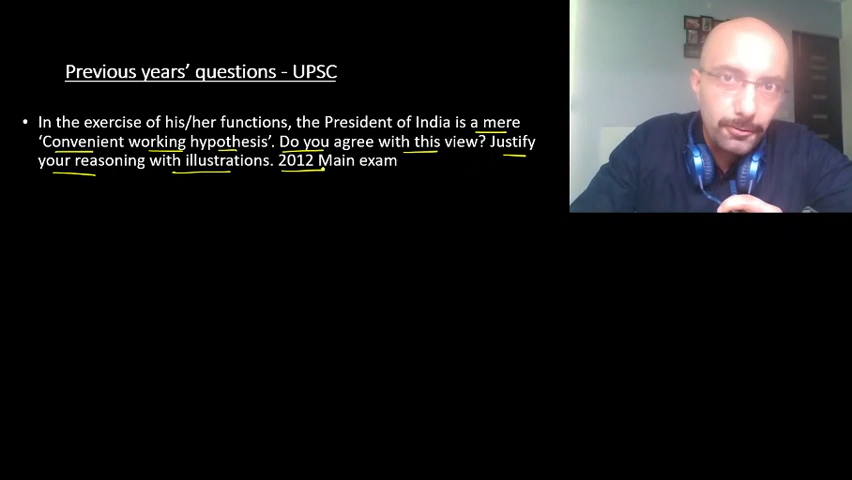 Previous years’ questions - UPSC
• In the exercise of his/her functions, the President of India is a mere
‘Convenient working hypothesis’. Do you agree with this view? Justify
your reasoning with illustrations. 2012 Main exam